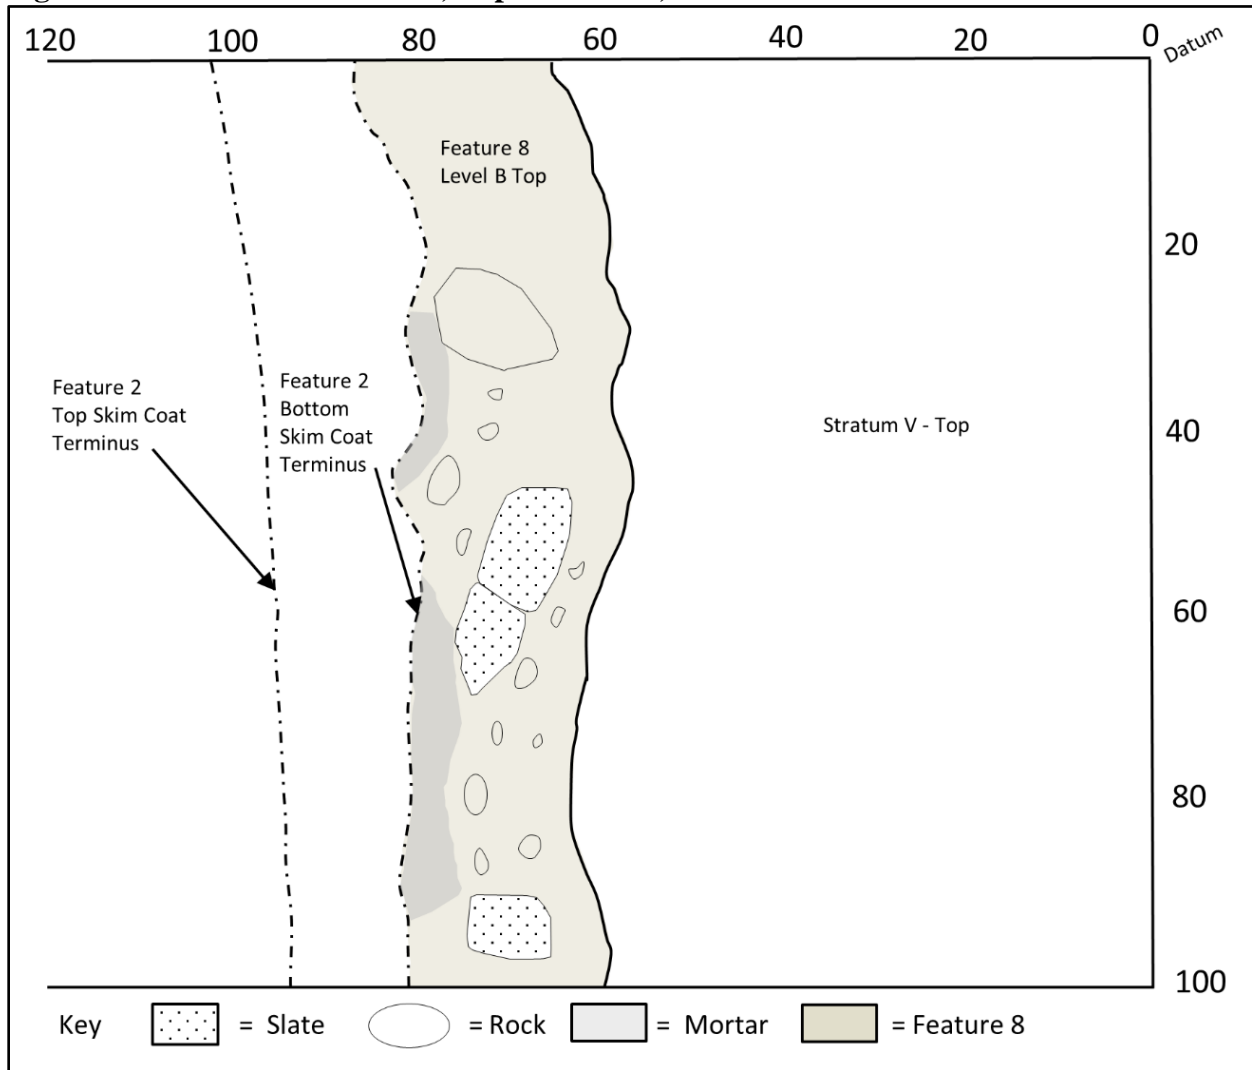 120 100 80 60 40 20 0
Datum
Feature 8
Level B Top
20
Feature 2
Top Skim Coat
Terminus
Feature 2
Bottom
Skim Coat
Terminus
Stratum V - Top
40
60
80
100
Key = Slate = Rock = Mortar = Feature 8